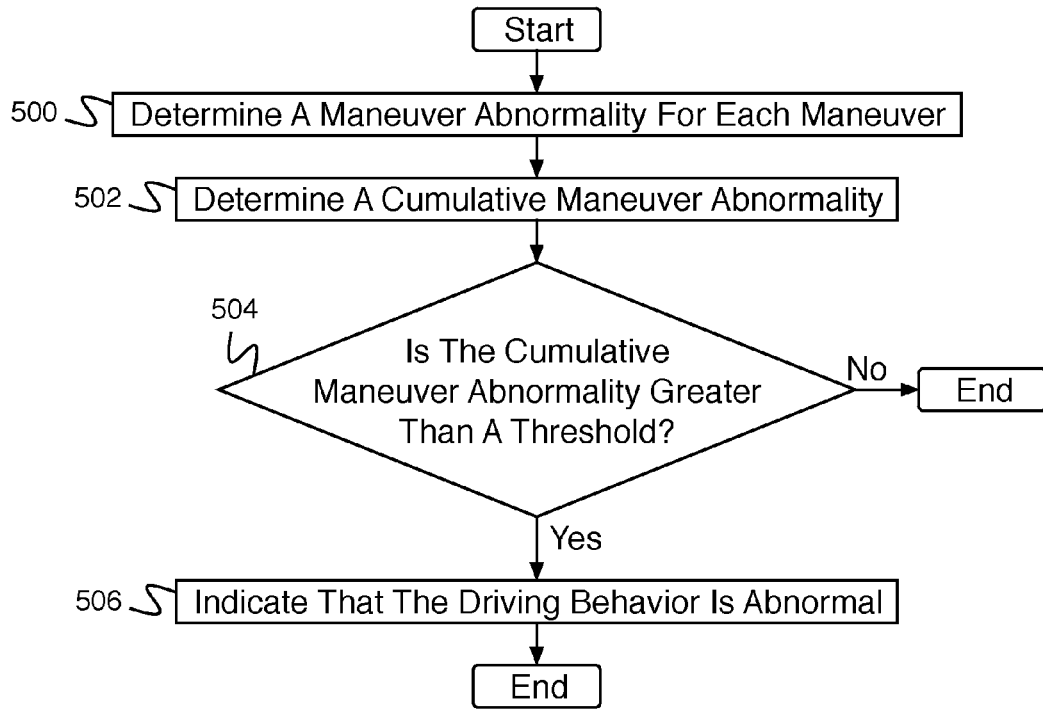 Start
500
Determine A Maneuver Abnormality For Each Maneuver
502
Determine A Cumulative Maneuver Abnormality
504
Is The Cumulative
Maneuver Abnormality Greater
Than A Threshold?
No
End
Yes
506
Indicate That The Driving Behavior Is Abnormal
End